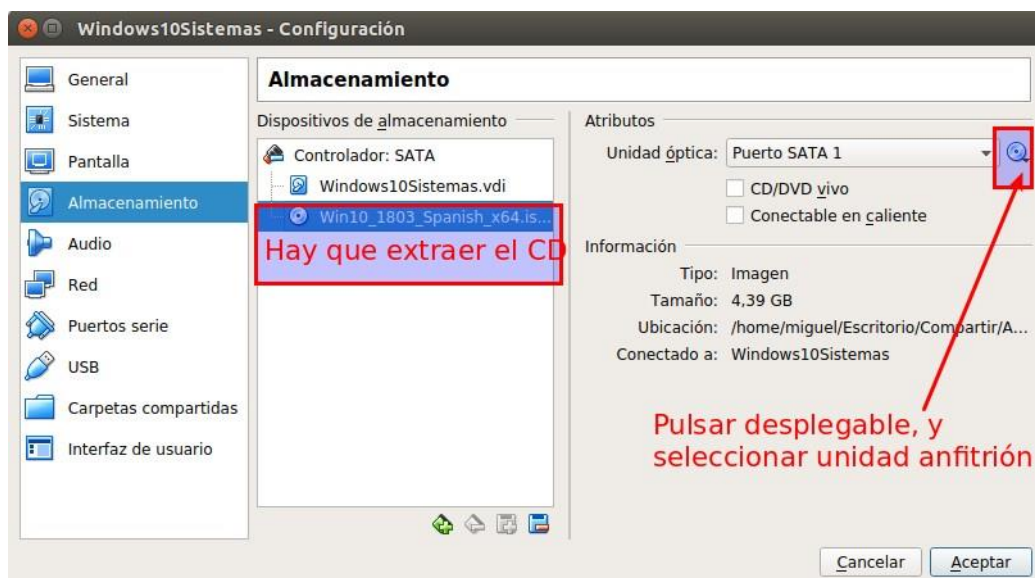 Windows10Sistemas - Configuración
General
Sistema
Pantalla
Almacenamiento
Audio
Red
Puertos serie
USB
Carpetas compartidas
Interfaz de usuario
Almacenamiento
Dispositivos de almacenamiento
Controlador: SATA
Windows10Sistemas.vdi
Win10_1803_Spanish_x64.is...
Hay que extraer el CD
Atributos
Unidad óptica: Puerto SATA 1
CD/DVD vivo
Conectable en caliente
Información
Tipo: Imagen
Tamaño: 4,39 GB
Ubicación: /home/miguel/Escritorio/Compartir/A...
Conectado a: Windows10Sistemas
Pulsar desplegable, y
seleccionar unidad anfitrión
Cancelar
Aceptar